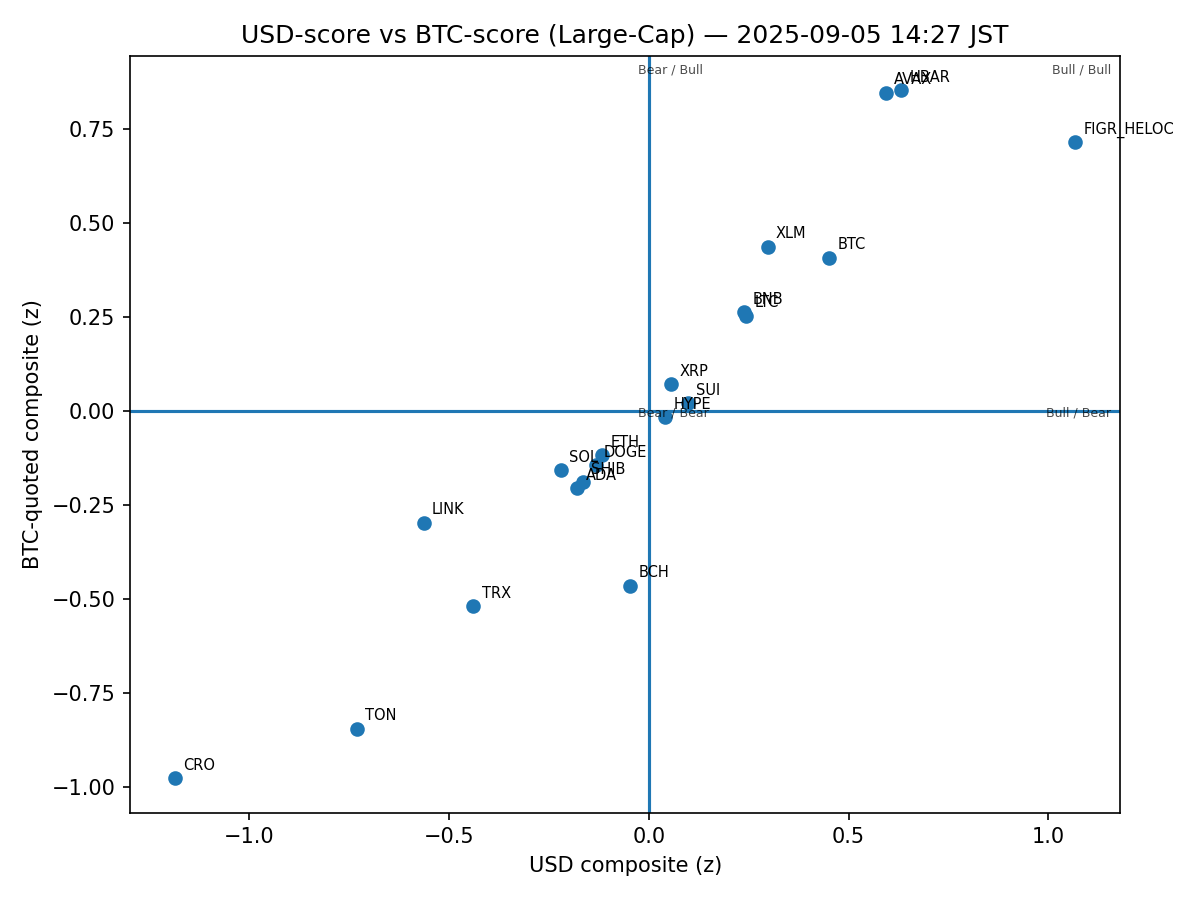 USD-score vs BTC-score (Large-Cap) — 2025-09-05 14:27 JST
Bear / Bull
Bull / Bull
AVAX
HBAR
FIGR_HELOC
XLM
BTC
BNB
LTC
XRP
SUI
HYPE
Bear / Bear
Bull / Bear
ETH
DOGE
SOL
SHIB
ADA
LINK
BCH
TRX
TON
CRO
0.75
0.50
0.25
0.00
−0.25
−0.50
−0.75
−1.00
BTC-quoted composite (z)
−1.0
−0.5
0.0
0.5
1.0
USD composite (z)